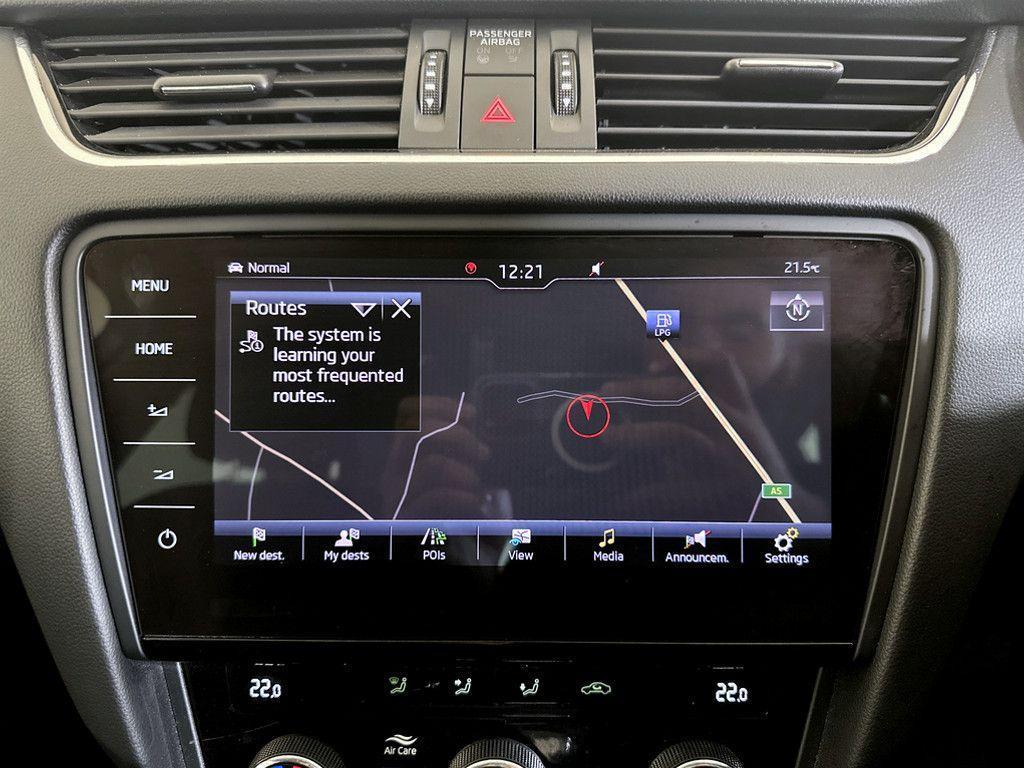 PASSENGER
AIRBAG
ON OFF
MENU
HOME
Normal
12:21
21.5°C
Routes
The system is
learning your
most frequented
routes...
N
LPG
A5
New dest.
My dests
POIs
View
Media
Announcem.
Settings
22.0
22.0
Air Care